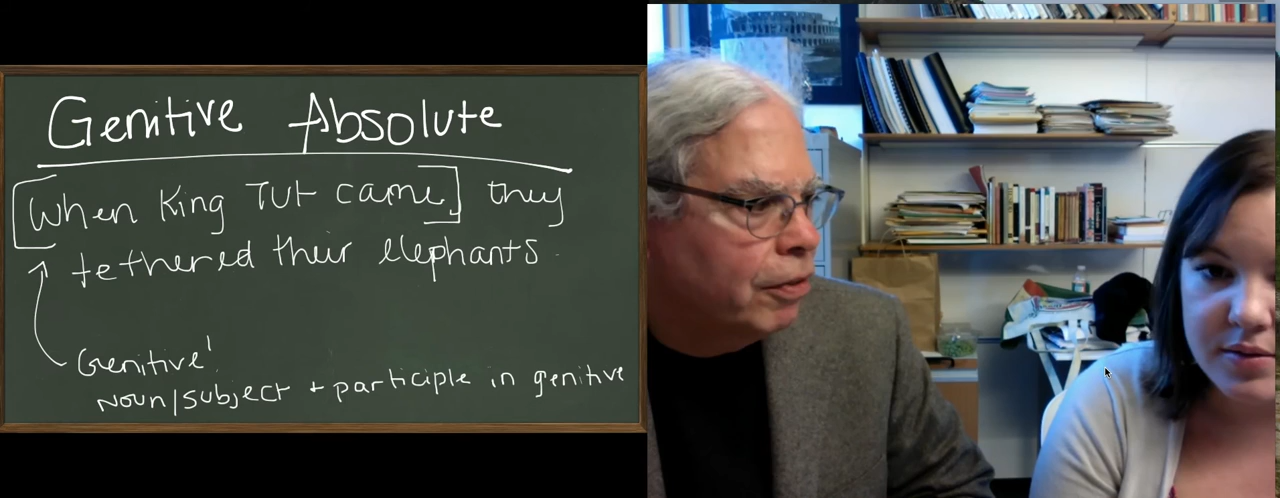 Genitive Absolute
[When King Tut came,] they
tethered their elephants.
Genitive!
Noun/subject + participle in genitive